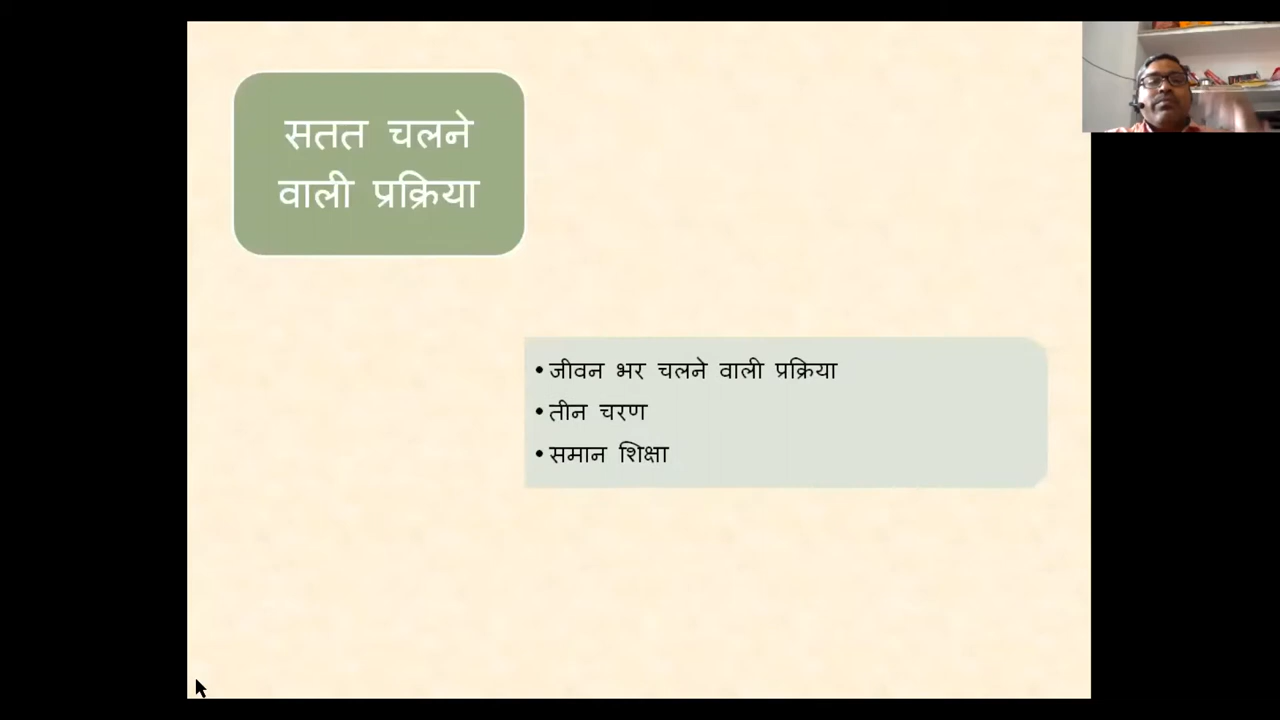 सतत चलने
वाली प्रक्रिया
• जीवन भर चलने वाली प्रक्रिया
• तीन चरण
• समान शिक्षा